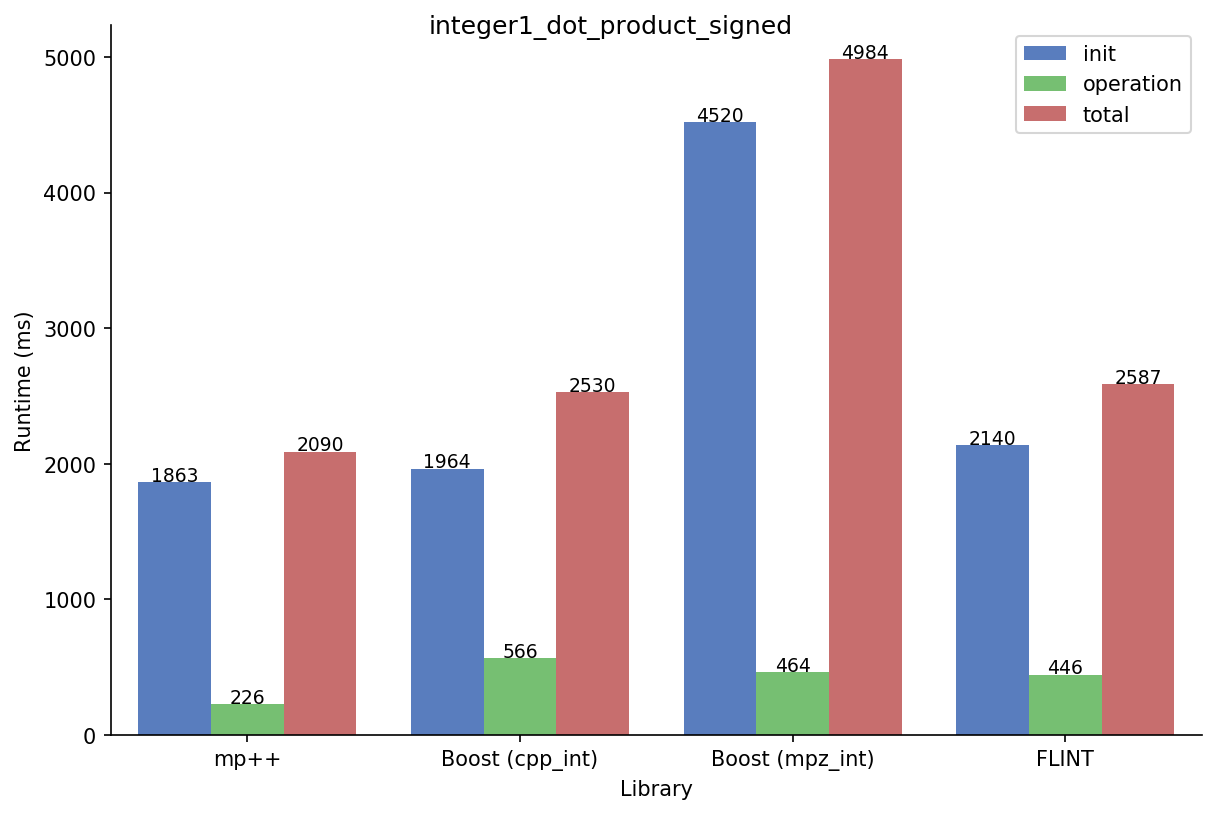 integer1_dot_product_signed
init
operation
total
Runtime (ms)
5000
4000
3000
2000
1000
0
1863
226
2090
1964
566
2530
4520
464
4984
2140
446
2587
mp++
Boost (cpp_int)
Boost (mpz_int)
FLINT
Library